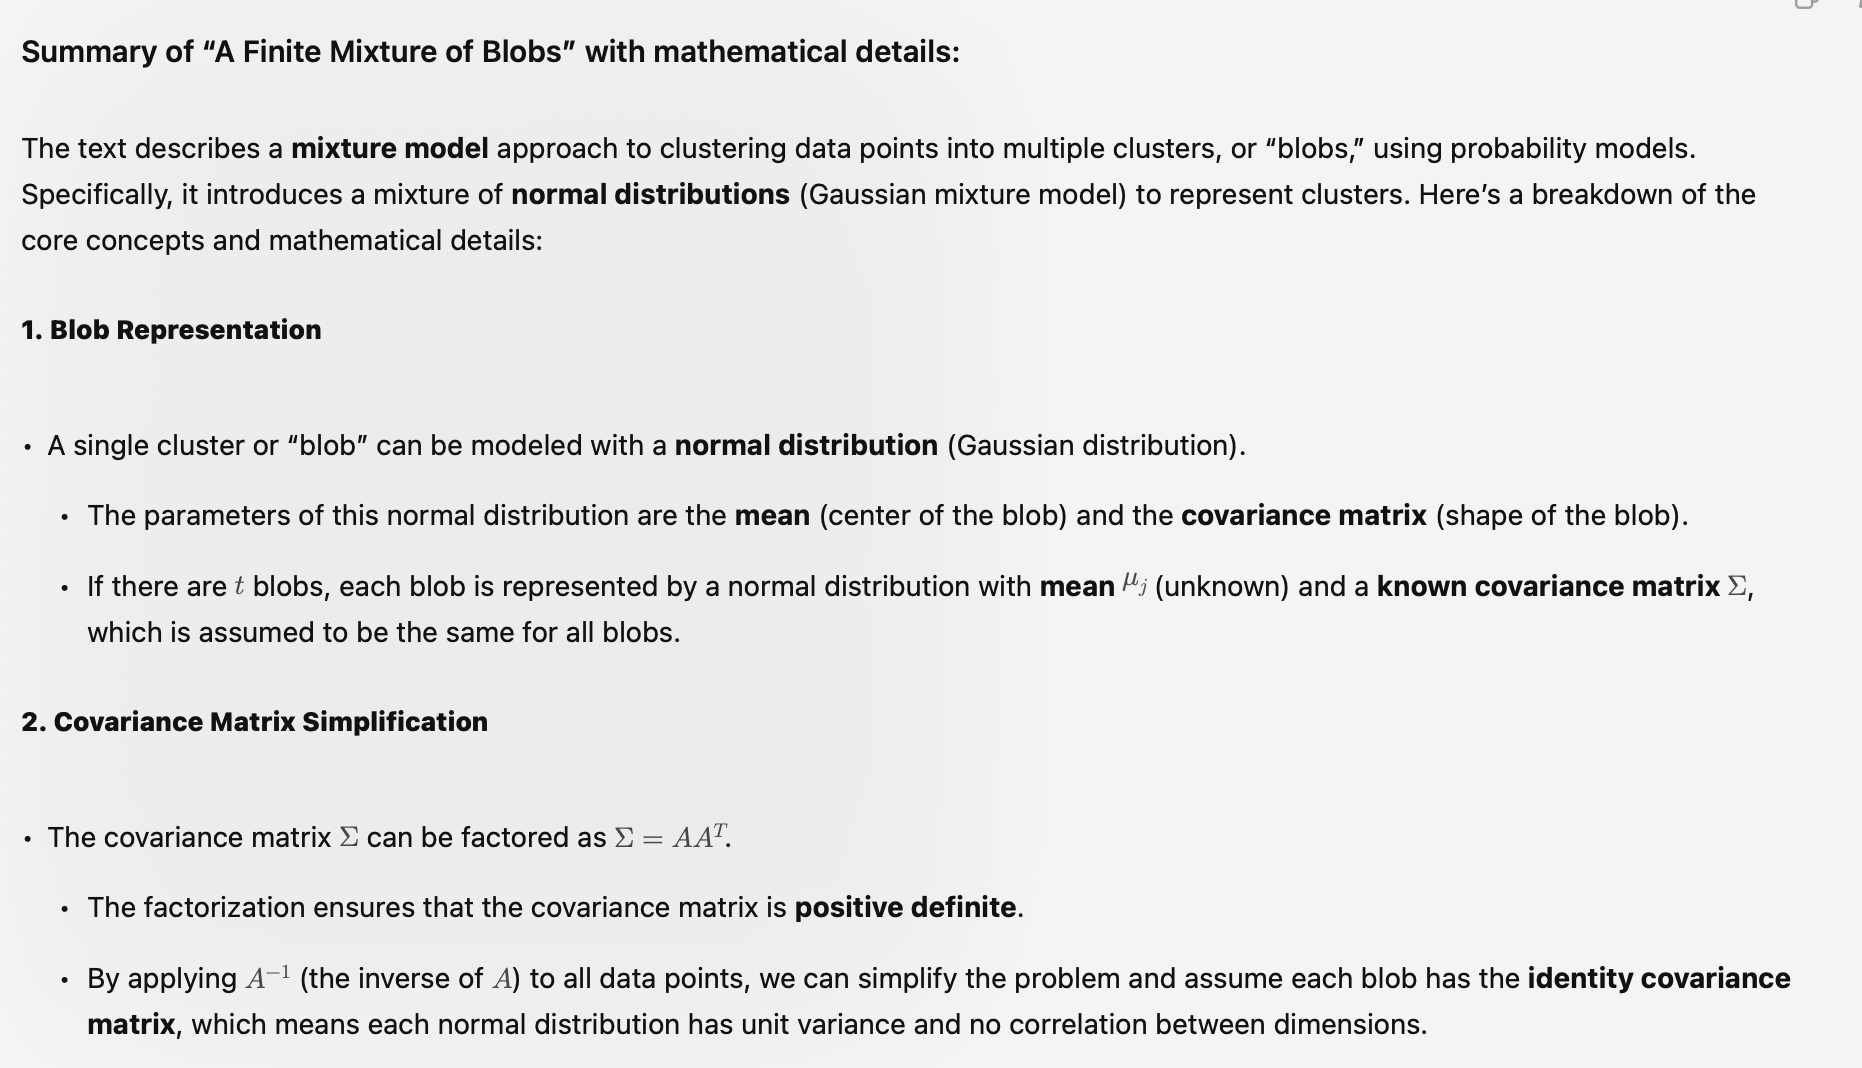 Summary of “A Finite Mixture of Blobs” with mathematical details:
The text describes a mixture model approach to clustering data points into multiple clusters, or “blobs,” using probability models.
Specifically, it introduces a mixture of normal distributions (Gaussian mixture model) to represent clusters. Here’s a breakdown of the
core concepts and mathematical details:
1. Blob Representation
• A single cluster or “blob” can be modeled with a normal distribution (Gaussian distribution).
• The parameters of this normal distribution are the mean (center of the blob) and the covariance matrix (shape of the blob).
• If there are t blobs, each blob is represented by a normal distribution with mean μⱼ (unknown) and a known covariance matrix Σ,
which is assumed to be the same for all blobs.
2. Covariance Matrix Simplification
• The covariance matrix Σ can be factored as Σ = AAᵀ.
• The factorization ensures that the covariance matrix is positive definite.
• By applying A⁻¹ (the inverse of A) to all data points, we can simplify the problem and assume each blob has the identity covariance
matrix, which means each normal distribution has unit variance and no correlation between dimensions.